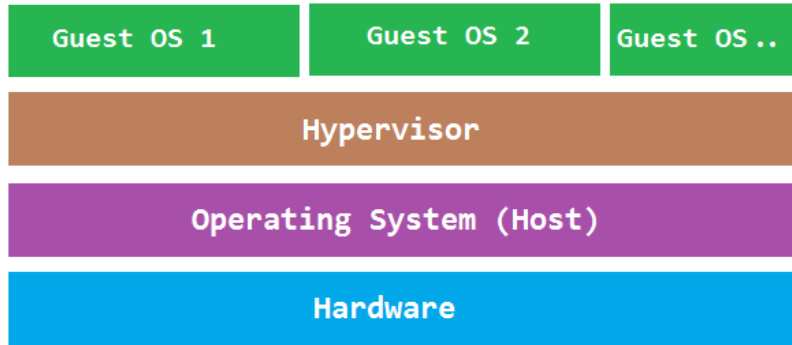 Guest OS 1
Guest OS 2
Guest OS ..
Hypervisor
Operating System (Host)
Hardware